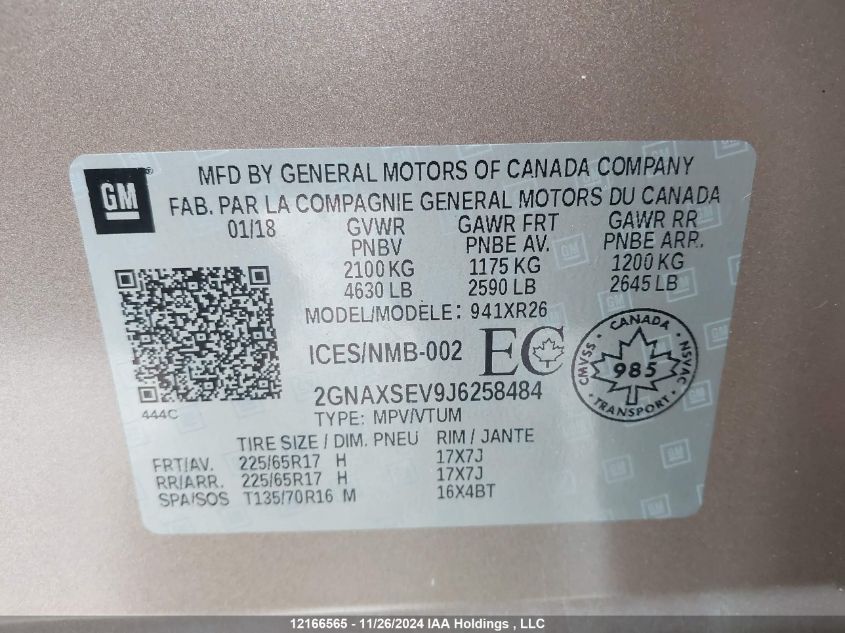 GM®
MFD BY GENERAL MOTORS OF CANADA COMPANY
FAB. PAR LA COMPAGNIE GENERAL MOTORS DU CANADA
01/18 GVWR GAWR FRT GAWR RR
PNBV PNBE AV. PNBE ARR.
2100 KG 1175 KG 1200 KG
4630 LB 2590 LB 2645 LB
MODEL/MODÈLE: 941XR26
ICES/NMB-002 EC
CANADA
CMVSS 985 NSVAC
TRANSPORT
2GNAXSEV9J6258484
444C
TYPE: MPV/VTUM
TIRE SIZE / DIM. PNEU RIM / JANTE
FRT/AV. 225/65R17 H 17X7J
RR/ARR. 225/65R17 H 17X7J
SPA/SOS T135/70R16 M 16X4BT
12166565 - 11/26/2024 IAA Holdings , LLC